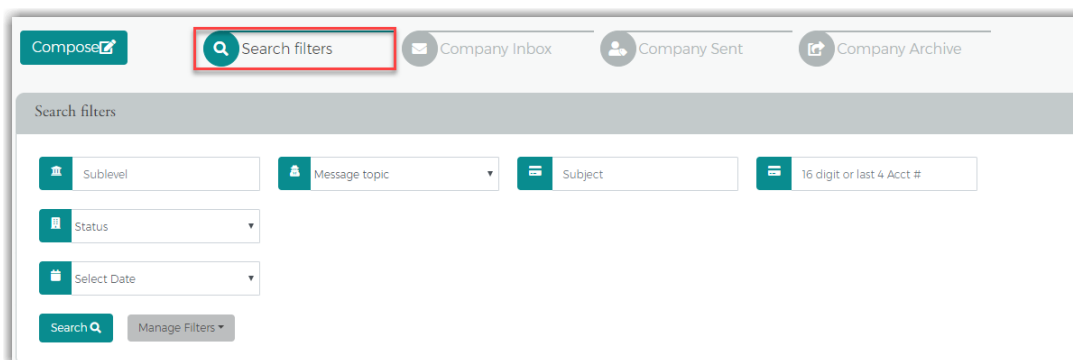 Compose
Search filters
Company Inbox
Company Sent
Company Archive
Search filters
Sublevel
Message topic
Subject
16 digit or last 4 Acct #
Status
Select Date
Search
Manage Filters